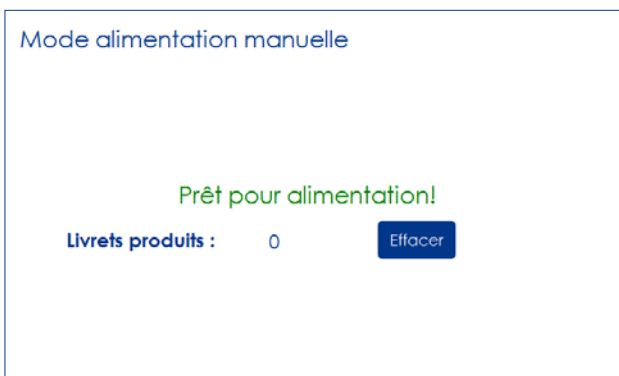 Mode alimentation manuelle
Prêt pour alimentation!
Livrets produits : 0 Effacer